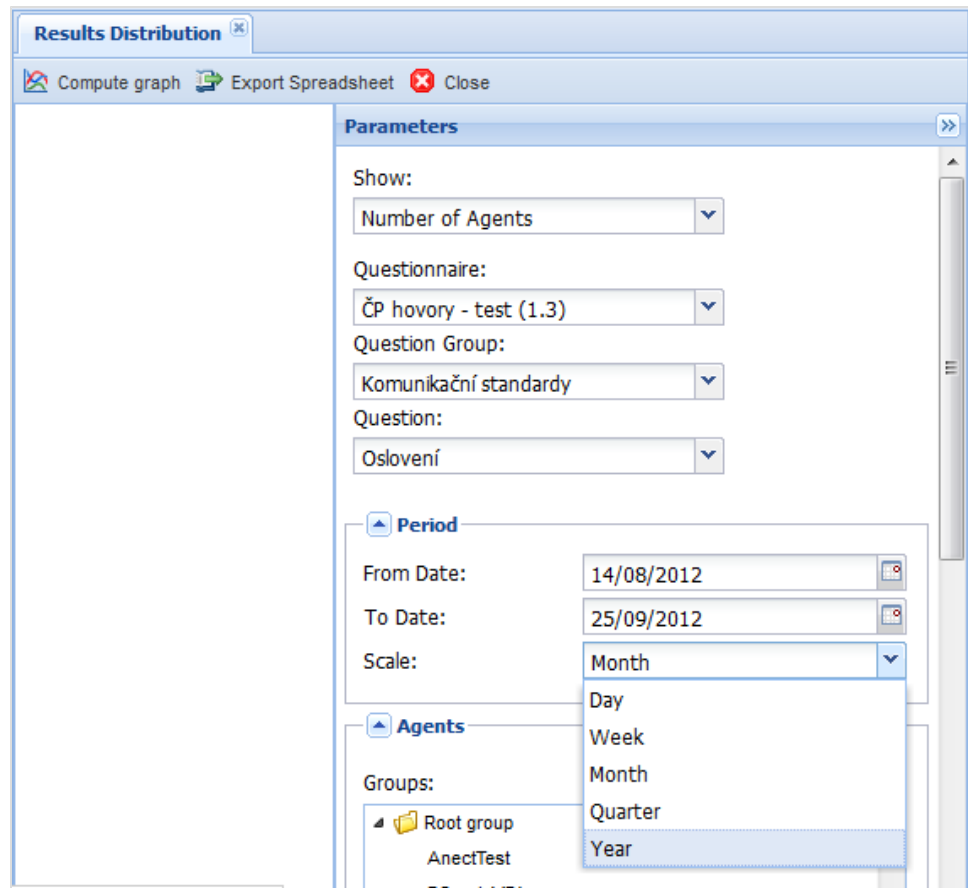 Results Distribution
Compute graph Export Spreadsheet Close
Parameters
Show:
Number of Agents
Questionnaire:
ČP hovory - test (1.3)
Question Group:
Komunikační standardy
Question:
Oslovení
Period
From Date: 14/08/2012
To Date: 25/09/2012
Scale: Month
Day
Week
Month
Quarter
Year
Agents
Groups:
Root group
AnectTest